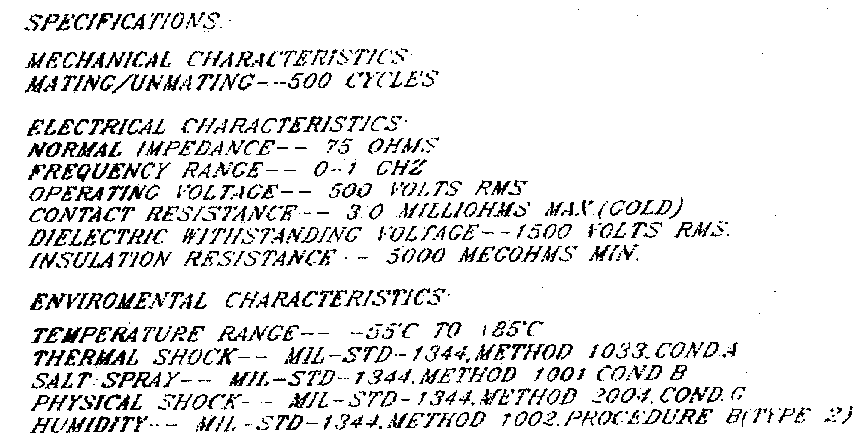 SPECIFICATIONS:
MECHANICAL CHARACTERISTICS:
MATING/UNMATING--500 CYCLES
ELECTRICAL CHARACTERISTICS:
NORMAL IMPEDANCE-- 75 OHMS
FREQUENCY RANGE-- 0-1 GHZ
OPERATING VOLTAGE-- 500 VOLTS RMS
CONTACT RESISTANCE-- 3.0 MILLIOHMS MAX.(GOLD)
DIELECTRIC WITHSTANDING VOLTAGE--1500 VOLTS RMS.
INSULATION RESISTANCE-- 5000 MEGOHMS MIN.
ENVIROMENTAL CHARACTERISTICS:
TEMPERATURE RANGE-- -55°C TO +85°C
THERMAL SHOCK-- MIL-STD-1344,METHOD 1033,COND.A
SALT SPRAY-- MIL-STD-1344,METHOD 1001 COND B
PHYSICAL SHOCK-- MIL-STD-1344,METHOD 2004,COND.G
HUMIDITY-- MIL-STD-1344,METHOD 1002,PROCEDURE B(TYPE 2)